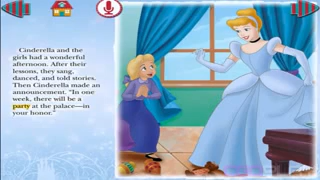 Cinderella and the
girls had a wonderful
afternoon. After their
lessons, they sang,
danced, and told stories.
Then Cinderella made an
announcement. "In one
week, there will be a
party at the palace—in
your honor."